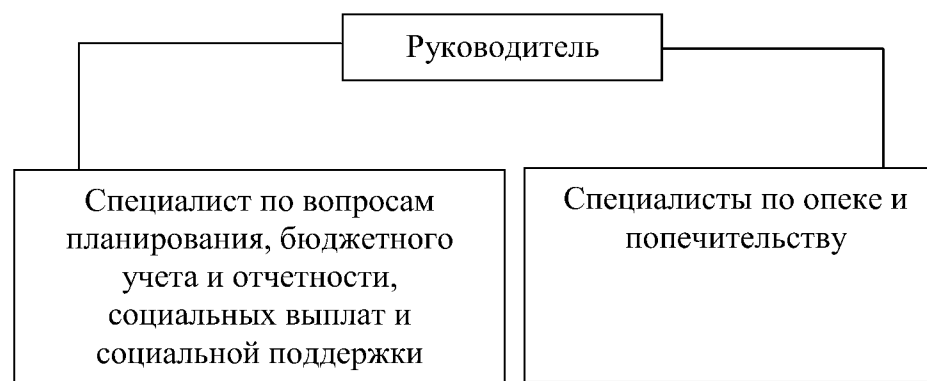 Руководитель
Специалист по вопросам
планирования, бюджетного
учета и отчетности,
социальных выплат и
социальной поддержки
Специалисты по опеке и
попечительству